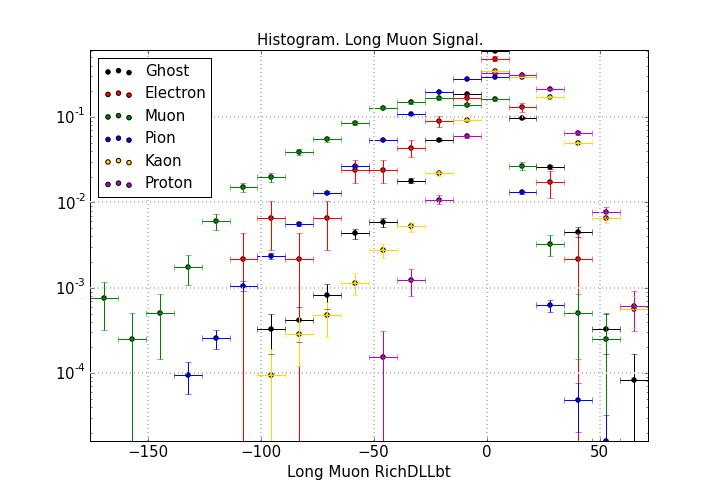 Histogram. Long Muon Signal.
Ghost
Electron
Muon
Pion
Kaon
Proton
10^-1
10^-2
10^-3
10^-4
−150 −100 −50 0 50
Long Muon RichDLLbt